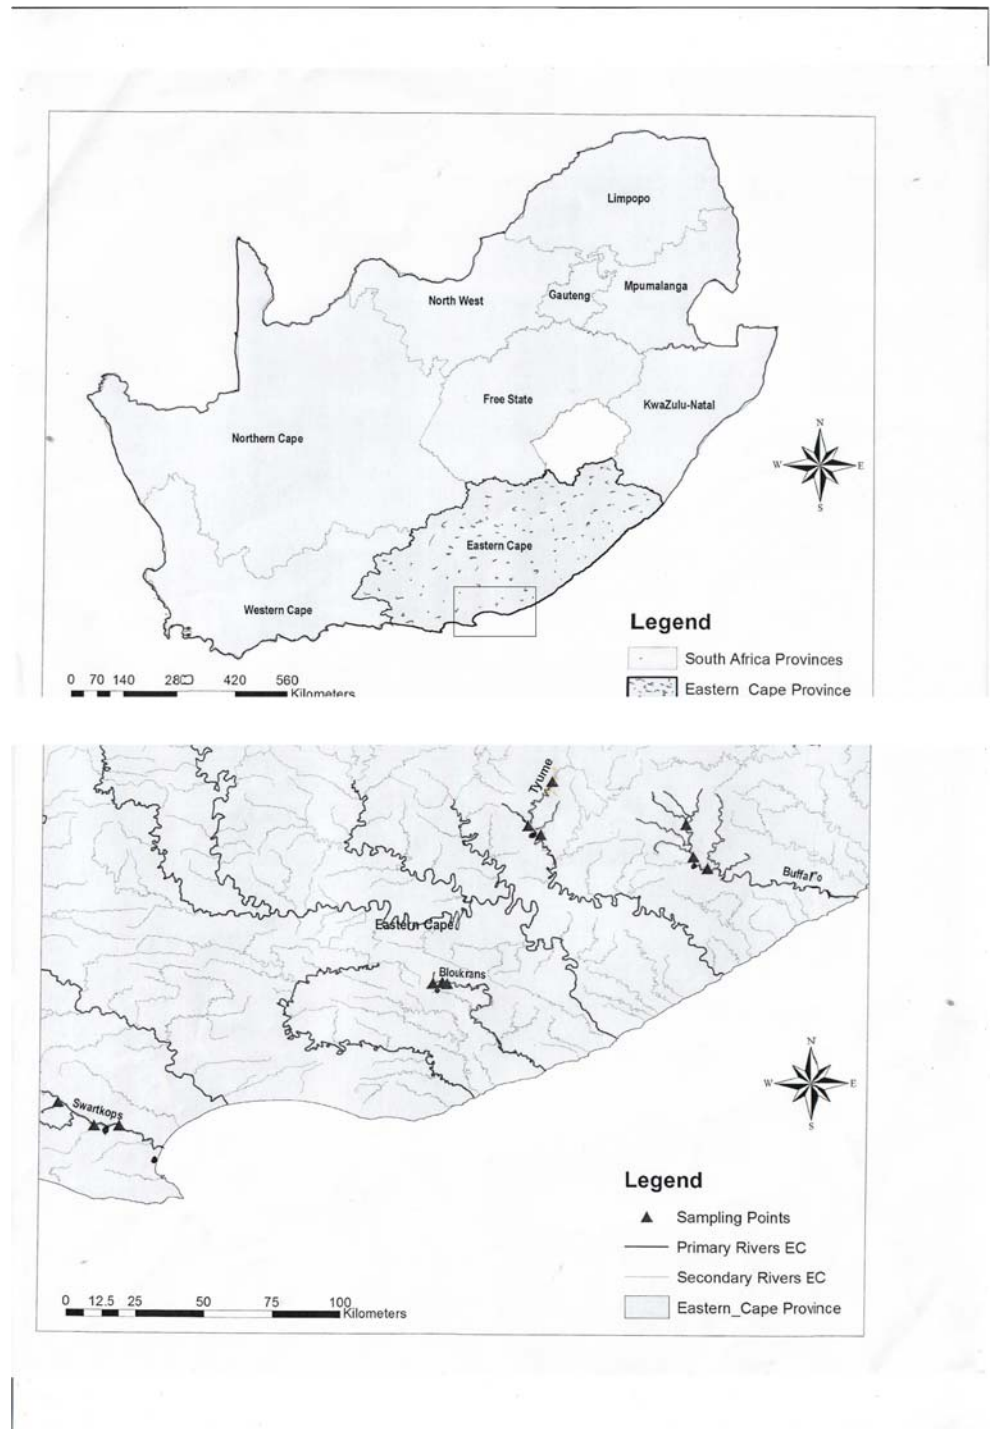 Limpopo
North West
Gauteng
Mpumalanga
Free State
KwaZulu-Natal
Northern Cape
N
W E
S
Eastern Cape
Western Cape
Legend
South Africa Provinces
Eastern_Cape Province
0 70 140 280 420 560
Kilometers
Tyume
Buffalo
Eastern Cape
Bloukrans
Swartkops
N
W E
S
Legend
Sampling Points
Primary Rivers EC
Secondary Rivers EC
Eastern_Cape Province
0 12.5 25 50 75 100
Kilometers